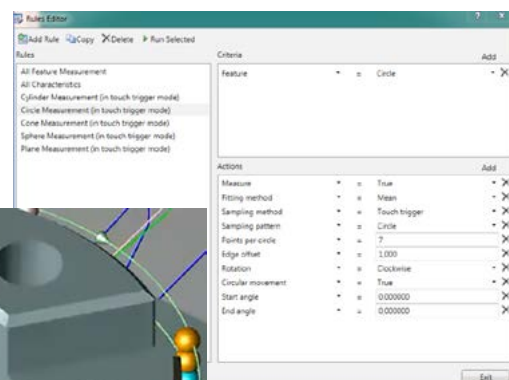 Rules Editor
Add Rule Copy Delete Run Selected
Rules
All Feature Measurement
All Characteristics
Cylinder Measurement (in touch trigger mode)
Circle Measurement (in touch trigger mode)
Cone Measurement (in touch trigger mode)
Sphere Measurement (in touch trigger mode)
Plane Measurement (in touch trigger mode)
Criteria Add
Feature = Circle
Actions Add
Measure = True
Fitting method = Mean
Sampling method = Touch trigger
Sampling pattern = Circle
Points per circle = 7
Edge offset = 1.000
Rotation = Clockwise
Circular movement = True
Start angle = 0.000000
End angle = 0.000000
Exit